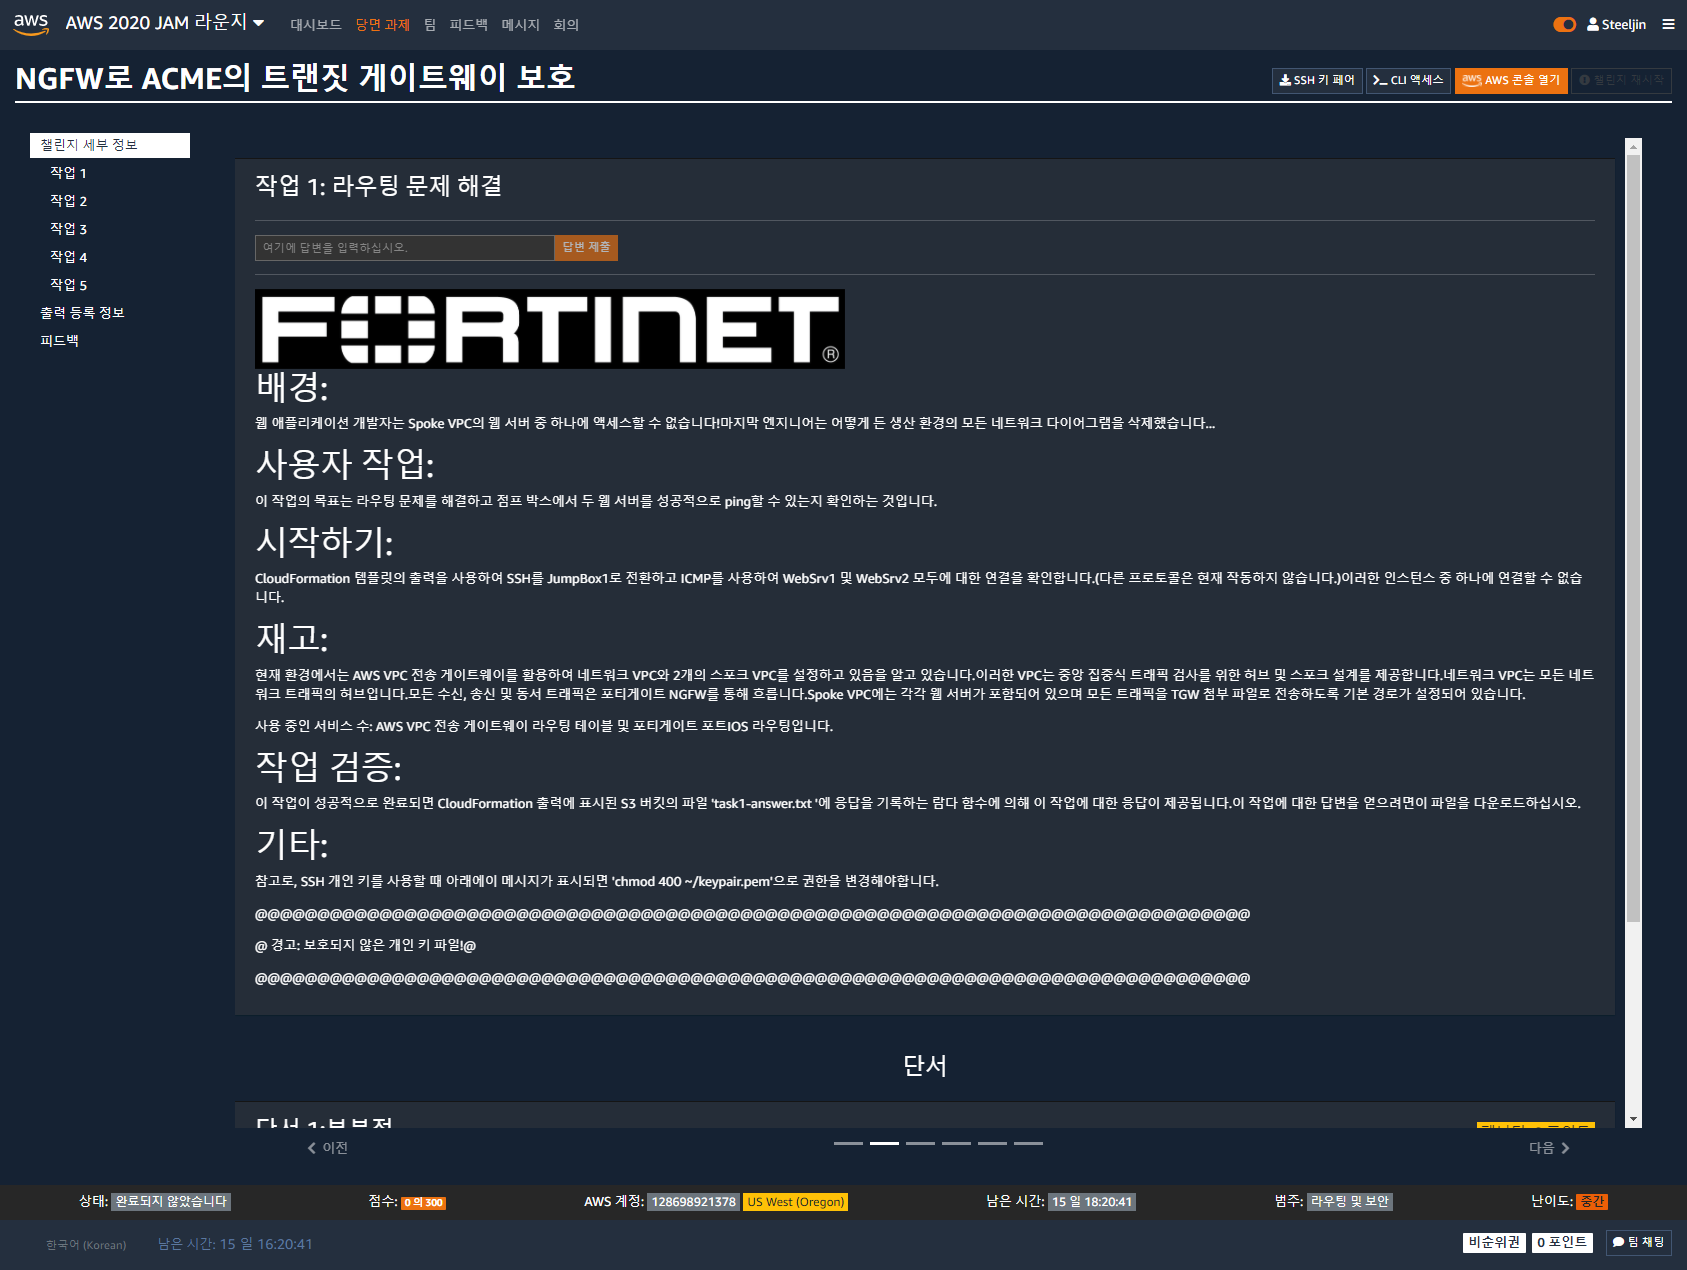 aws AWS 2020 JAM 라운지 대시보드 당면 과제 팀 피드백 메시지 회의 Steeljin
NGFW로 ACME의 트랜짓 게이트웨이 보호 SSH 키 페어 CLI 액세스 aws AWS 콘솔 열기 챌린지 재시작
챌린지 세부 정보
작업 1
작업 2
작업 3
작업 4
작업 5
출력 등록 정보
피드백
작업 1: 라우팅 문제 해결
여기에 답변을 입력하십시오. 답변 제출
FORTINET®
배경:
웹 애플리케이션 개발자는 Spoke VPC의 웹 서버 중 하나에 액세스할 수 없습니다!마지막 엔지니어는 어떻게 든 생산 환경의 모든 네트워크 다이어그램을 삭제했습니다...
사용자 작업:
이 작업의 목표는 라우팅 문제를 해결하고 점프 박스에서 두 웹 서버를 성공적으로 ping할 수 있는지 확인하는 것입니다.
시작하기:
CloudFormation 템플릿의 출력을 사용하여 SSH를 JumpBox1로 전환하고 ICMP를 사용하여 WebSrv1 및 WebSrv2 모두에 대한 연결을 확인합니다.(다른 프로토콜은 현재 작동하지 않습니다.)이러한 인스턴스 중 하나에 연결할 수 없습
니다.
재고:
현재 환경에서는 AWS VPC 전송 게이트웨이를 활용하여 네트워크 VPC와 2개의 스포크 VPC를 설정하고 있음을 알고 있습니다.이러한 VPC는 중앙 집중식 트래픽 검사를 위한 허브 및 스포크 설계를 제공합니다.네트워크 VPC는 모든 네트
워크 트래픽의 허브입니다.모든 수신, 송신 및 동서 트래픽은 포티게이트 NGFW를 통해 흐릅니다.Spoke VPC에는 각각 웹 서버가 포함되어 있으며 모든 트래픽을 TGW 첨부 파일로 전송하도록 기본 경로가 설정되어 있습니다.
사용 중인 서비스 수: AWS VPC 전송 게이트웨이 라우팅 테이블 및 포티게이트 포트IOS 라우팅입니다.
작업 검증:
이 작업이 성공적으로 완료되면 CloudFormation 출력에 표시된 S3 버킷의 파일 'task1-answer.txt '에 응답을 기록하는 람다 함수에 의해 이 작업에 대한 응답이 제공됩니다.이 작업에 대한 답변을 얻으려면이 파일을 다운로드하십시오.
기타:
참고로, SSH 개인 키를 사용할 때 아래에이 메시지가 표시되면 'chmod 400 ~/keypair.pem'으로 권한을 변경해야합니다.
@@@@@@@@@@@@@@@@@@@@@@@@@@@@@@@@@@@@@@@@@@@@@@@@@@@@@@@@@@@@@@@@@@@@@@@@@@@@@@@@
@ 경고: 보호되지 않은 개인 키 파일!@
@@@@@@@@@@@@@@@@@@@@@@@@@@@@@@@@@@@@@@@@@@@@@@@@@@@@@@@@@@@@@@@@@@@@@@@@@@@@@@@@
단서
단서 1:부분적
이전 다음
상태: 완료되지 않았습니다 점수: 0 의 300 AWS 계정: 128698921378 US West (Oregon) 남은 시간: 15 일 18:20:41 범주: 라우팅 및 보안 난이도: 중간
한국어 (Korean) 남은 시간: 15 일 16:20:41 비순위권 0 포인트 팀 채팅